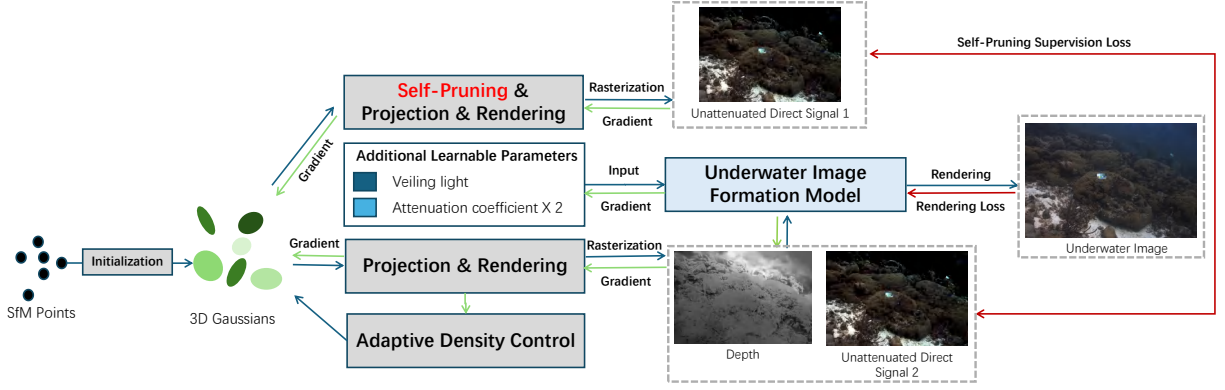 Self-Pruning Supervision Loss
Self-Pruning &
Projection & Rendering
Rasterization
Gradient
Unattenuated Direct Signal 1
Gradient
Additional Learnable Parameters
Veiling light
Attenuation coefficient X 2
Input
Gradient
Underwater Image
Formation Model
Rendering
Rendering Loss
Underwater Image
SfM Points
Initialization
3D Gaussians
Gradient
Projection & Rendering
Rasterization
Gradient
Adaptive Density Control
Depth
Unattenuated Direct
Signal 2